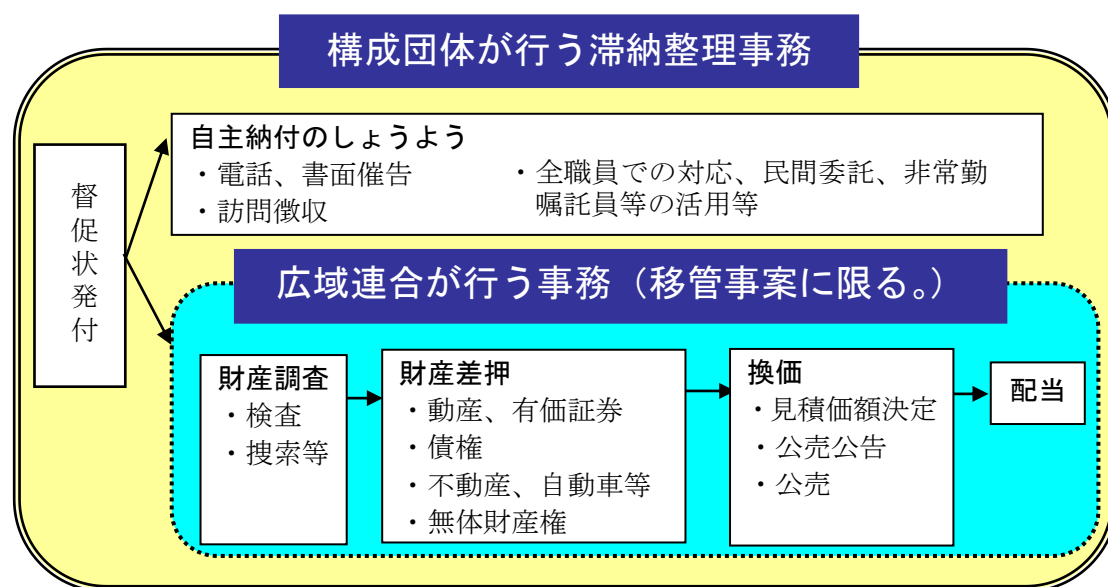 構成団体が行う滞納整理事務
督促状発付
自主納付のしょうよう
・電話、書面催告
・訪問徴収
・全職員での対応、民間委託、非常勤
嘱託員等の活用等
広域連合が行う事務（移管事案に限る。）
財産調査
・検査
・捜索等
財産差押
・動産、有価証券
・債権
・不動産、自動車等
・無体財産権
換価
・見積価額決定
・公売公告
・公売
配当